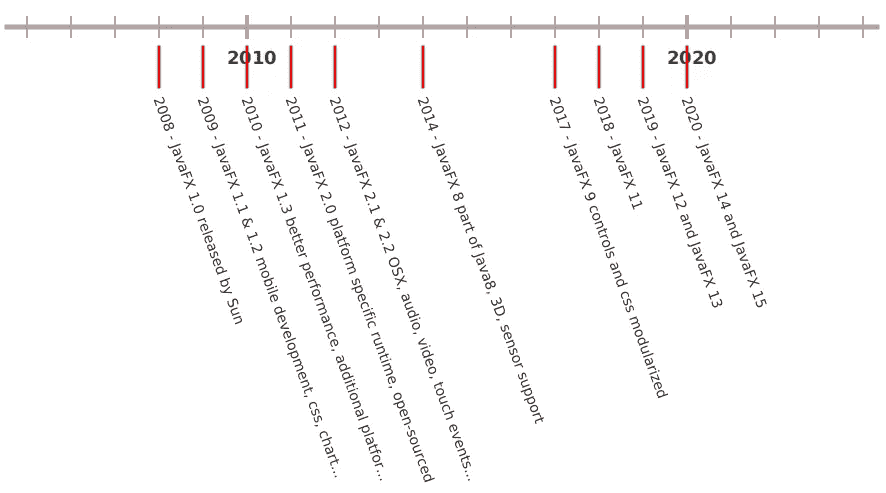 2010
2020
2008 - JavaFX 1.0 released by Sun
2009 - JavaFX 1.1 & 1.2 mobile development, css, chart...
2010 - JavaFX 1.3 better performance, additional platfor...
2011 - JavaFX 2.0 platform specific runtime, open-sourced
2012 - JavaFX 2.1 & 2.2 OSX, audio, video, touch events...
2014 - JavaFX 8 part of Java8, 3D, sensor support
2017 - JavaFX 9 controls and css modularized
2018 - JavaFX 11
2019 - JavaFX 12 and JavaFX 13
2020 - JavaFX 14 and JavaFX 15